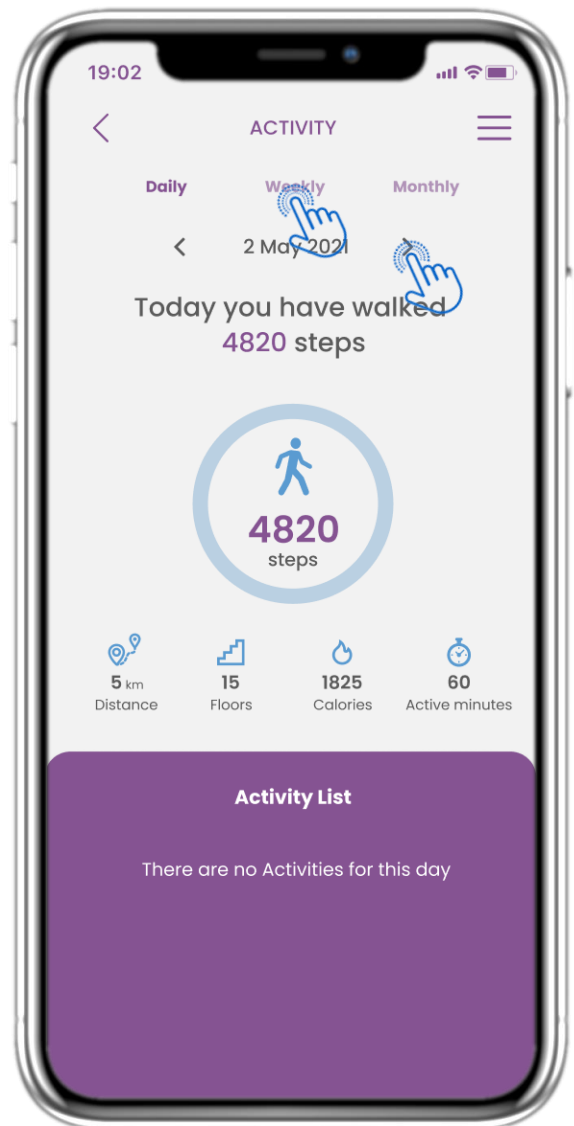 19:02
ACTIVITY
Daily Weekly Monthly
2 May 2021
Today you have walked
4820 steps
4820
steps
5 km 15 1825 60
Distance Floors Calories Active minutes
Activity List
There are no Activities for this day